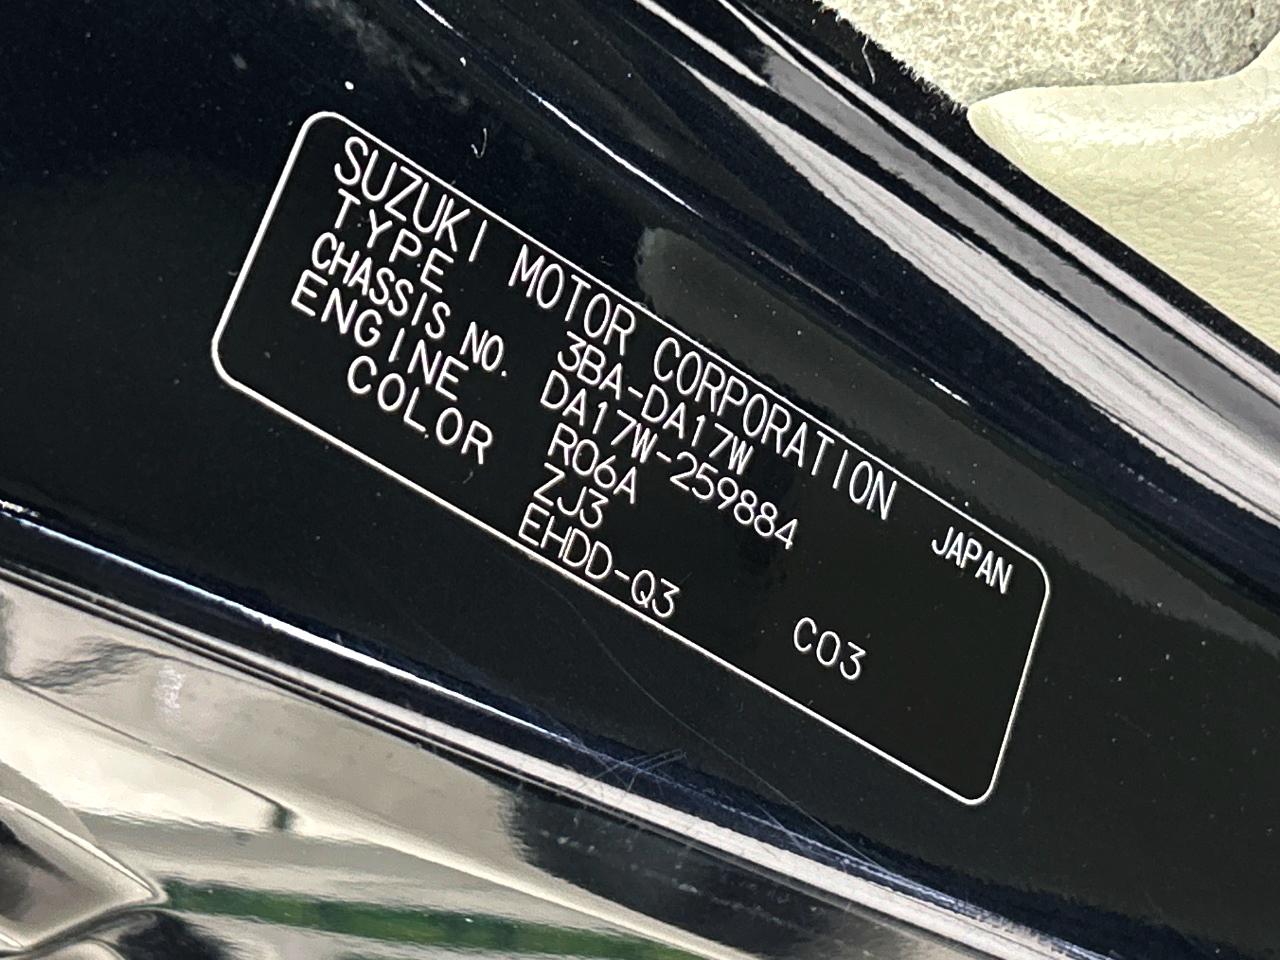 SUZUKI MOTOR CORPORATION JAPAN
TYPE 3BA-DA17W
CHASSIS NO. DA17W-259884
ENGINE R06A
COLOR ZJ3
EHDD-Q3 C03